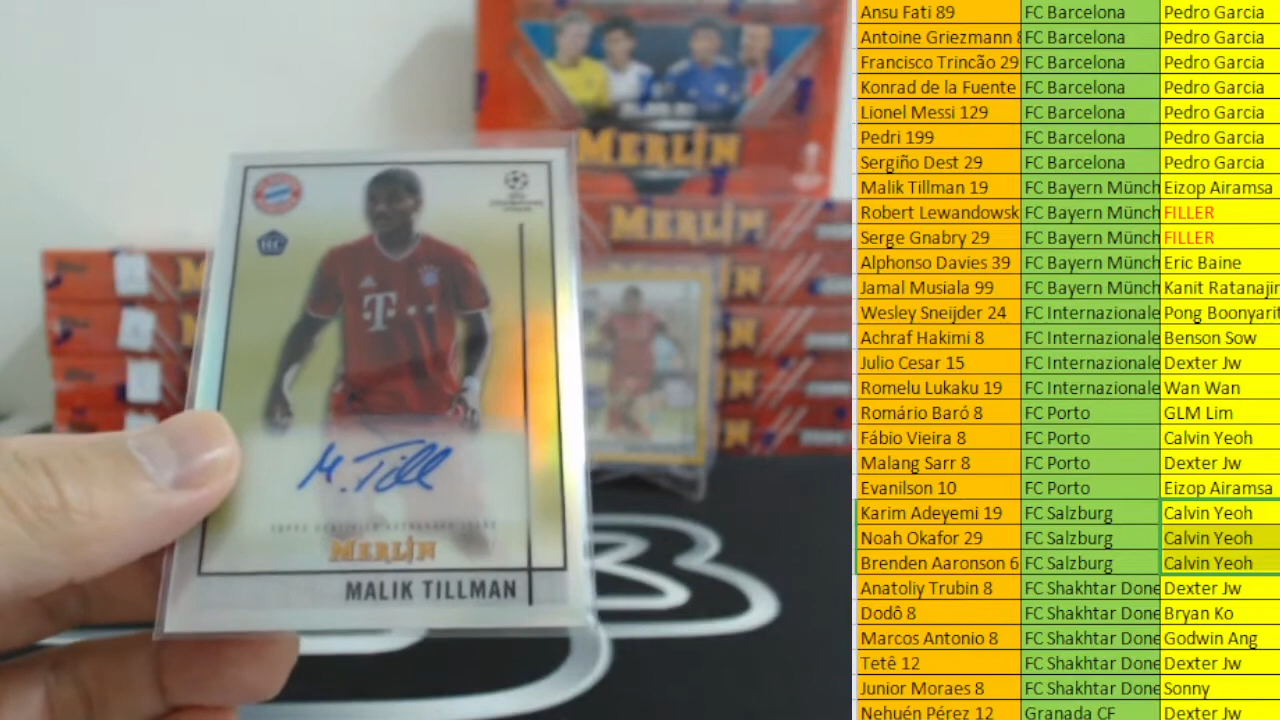 MERLIN
MERLIN
RC
T
M. Till
TOPPS CERTIFIED AUTOGRAPH ISSUE
MERLIN
MALIK TILLMAN
Ansu Fati 89 FC Barcelona Pedro Garcia
Antoine Griezmann 8 FC Barcelona Pedro Garcia
Francisco Trincão 29 FC Barcelona Pedro Garcia
Konrad de la Fuente FC Barcelona Pedro Garcia
Lionel Messi 129 FC Barcelona Pedro Garcia
Pedri 199 FC Barcelona Pedro Garcia
Sergiño Dest 29 FC Barcelona Pedro Garcia
Malik Tillman 19 FC Bayern Münch Eizop Airamsa
Robert Lewandowsk FC Bayern Münch FILLER
Serge Gnabry 29 FC Bayern Münch FILLER
Alphonso Davies 39 FC Bayern Münch Eric Baine
Jamal Musiala 99 FC Bayern Münch Kanit Ratanajir
Wesley Sneijder 24 FC Internazionale Pong Boonyarit
Achraf Hakimi 8 FC Internazionale Benson Sow
Julio Cesar 15 FC Internazionale Dexter Jw
Romelu Lukaku 19 FC Internazionale Wan Wan
Romário Baró 8 FC Porto GLM Lim
Fábio Vieira 8 FC Porto Calvin Yeoh
Malang Sarr 8 FC Porto Dexter Jw
Evanilson 10 FC Porto Eizop Airamsa
Karim Adeyemi 19 FC Salzburg Calvin Yeoh
Noah Okafor 29 FC Salzburg Calvin Yeoh
Brenden Aaronson 6 FC Salzburg Calvin Yeoh
Anatoliy Trubin 8 FC Shakhtar Done Dexter Jw
Dodô 8 FC Shakhtar Done Bryan Ko
Marcos Antonio 8 FC Shakhtar Done Godwin Ang
Tetê 12 FC Shakhtar Done Dexter Jw
Junior Moraes 8 FC Shakhtar Done Sonny
Nehuén Pérez 12 Granada CF Dexter Jw